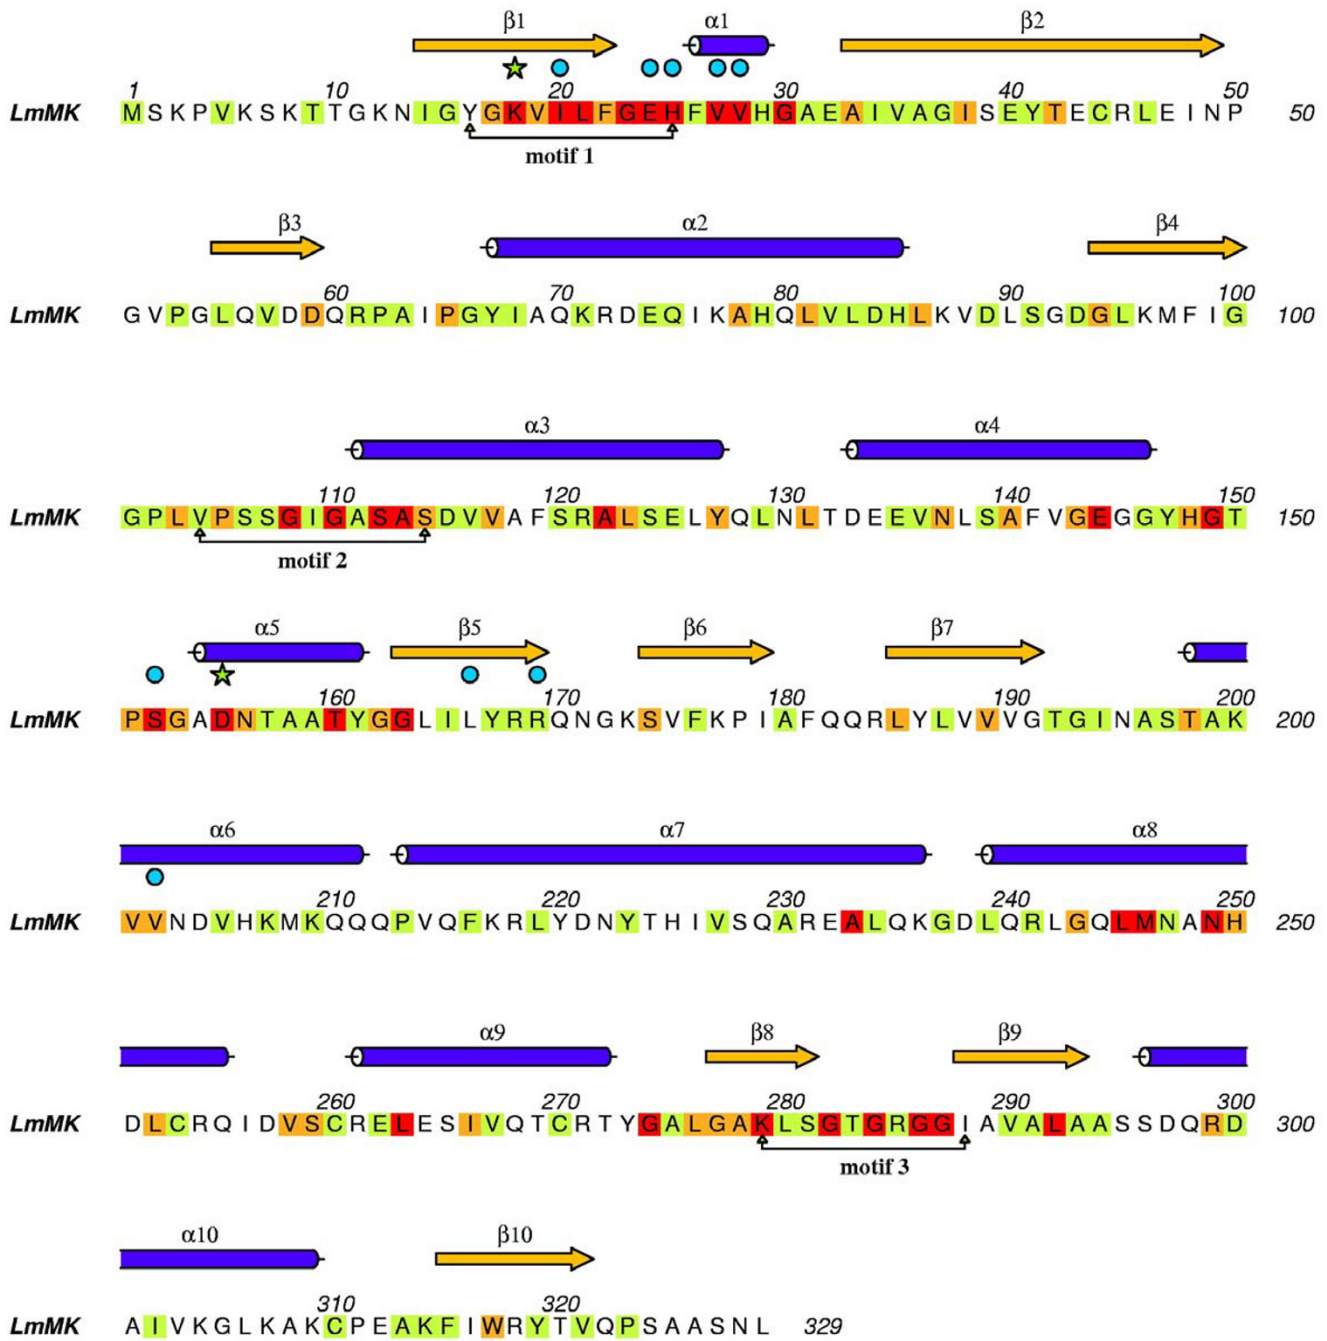 β1 α1 β2
1 10 20 30 40 50
LmMK MSKPVKSKTTGKNIGYGKVILFGEHFVVHGAEAIVAGISEYTECRLEINP 50
motif 1
β3 α2 β4
60 70 80 90 100
LmMK GVPGLQVDDQRPAIPGYIAQKRDEQIKAHQLVLDHLKVDLSGDGLKMFIG 100
α3 α4
110 120 130 140 150
LmMK GPLVPSSGIGASASDVVAFSRALSELYQLNLTDEEVNLSAFVGEGGYHGT 150
motif 2
α5 β5 β6 β7
160 170 180 190 200
LmMK PSGADNTAATYGGLILYRRQNGKSVFKPIAFQQRLYLVVVGTGINASTAK 200
α6 α7 α8
210 220 230 240 250
LmMK VVNDVHKMKQQQPVQFKRLYDNYTHIVSQAREALQKGDLQRLGQLMNANH 250
α9 β8 β9
260 270 280 290 300
LmMK DLCRQIDVSCRELESIVQTCRTYGALGAKLSGTGRGGIAVALAASSDQRD 300
motif 3
α10 β10
310 320
LmMK AIVKGLKAKCPEAKFIWRYTVQPSAASNL 329